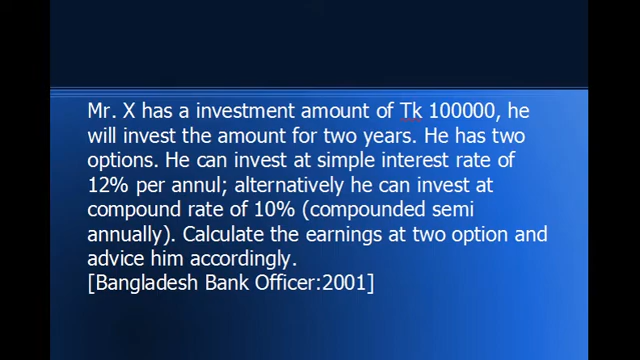 Mr. X has a investment amount of Tk 100000, he
will invest the amount for two years. He has two
options. He can invest at simple interest rate of
12% per annul; alternatively he can invest at
compound rate of 10% (compounded semi
annually). Calculate the earnings at two option and
advice him accordingly.
[Bangladesh Bank Officer:2001]